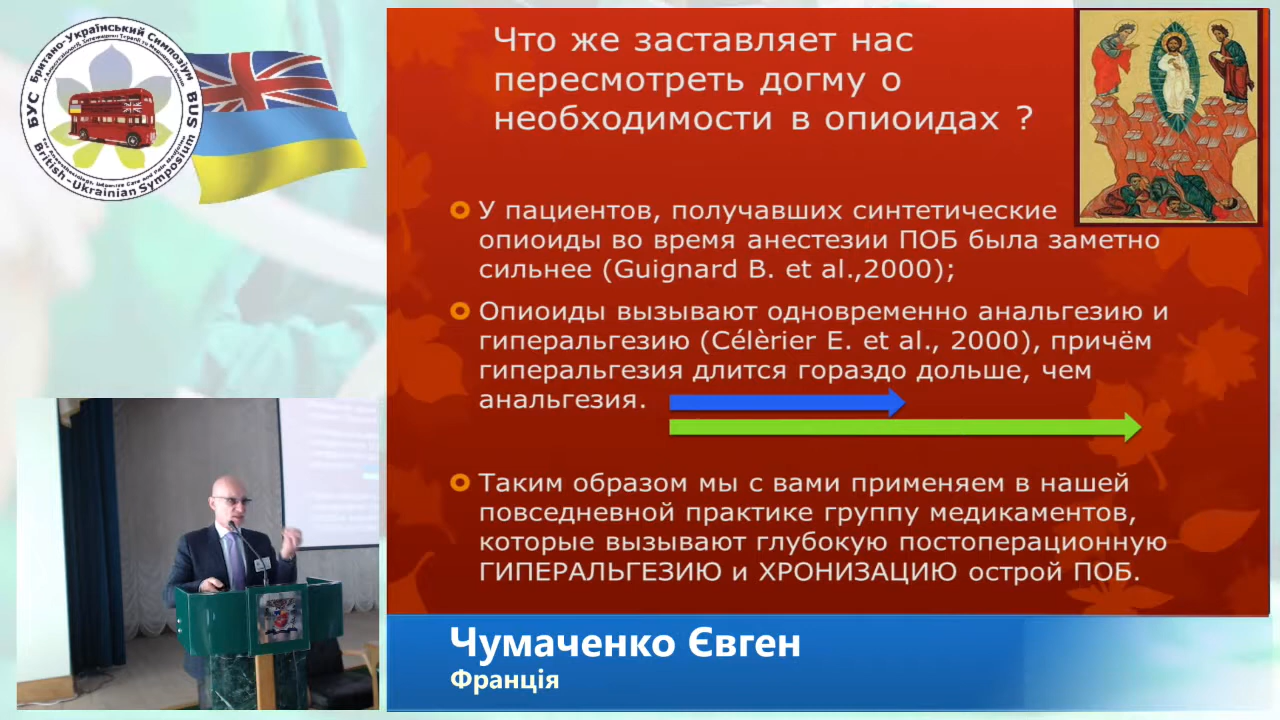 Британо-Український Симпозіум
БУС
BUS
British-Ukrainian Symposium
Что же заставляет нас
пересмотреть догму о
необходимости в опиоидах ?
У пациентов, получавших синтетические
опиоиды во время анестезии ПОБ была заметно
сильнее (Guignard B. et al.,2000);
Опиоиды вызывают одновременно анальгезию и
гиперальгезию (Célèrier E. et al., 2000), причём
гиперальгезия длится гораздо дольше, чем
анальгезия.
Таким образом мы с вами применяем в нашей
повседневной практике группу медикаментов,
которые вызывают глубокую постоперационную
ГИПЕРАЛЬГЕЗИЮ и ХРОНИЗАЦИЮ острой ПОБ.
Чумаченко Євген
Франція